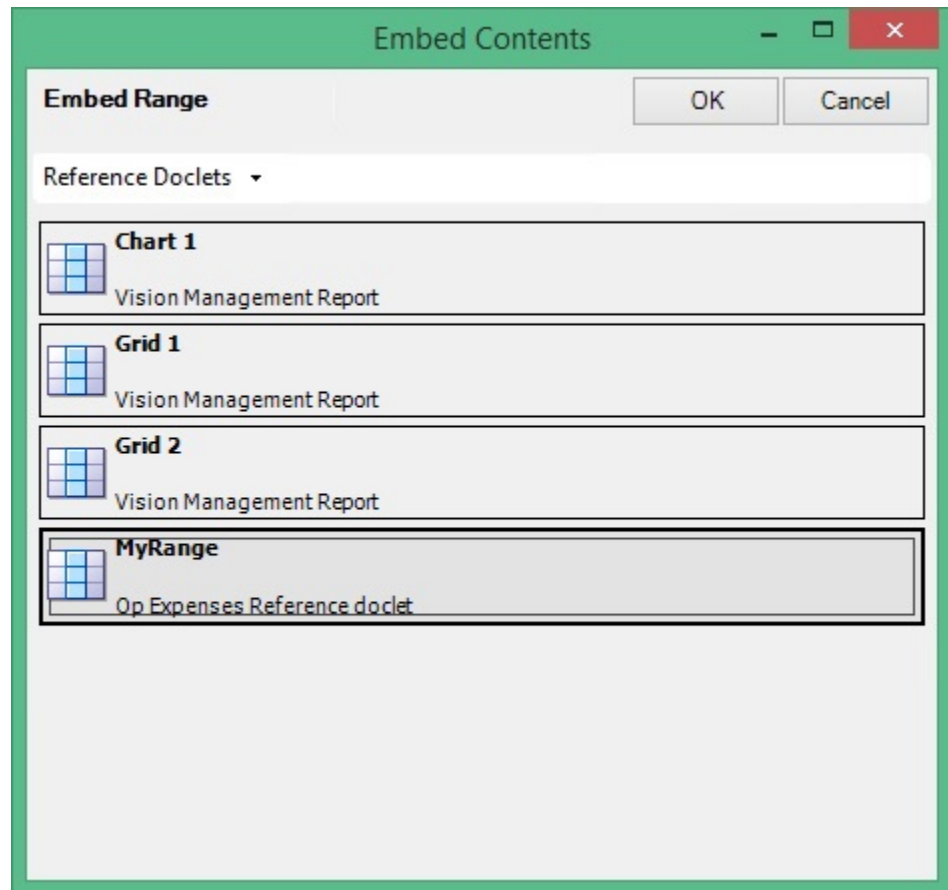 Embed Contents
Embed Range
OK
Cancel
Reference Doclets
Chart 1
Vision Management Report
Grid 1
Vision Management Report
Grid 2
Vision Management Report
MyRange
Op Expenses Reference doclet